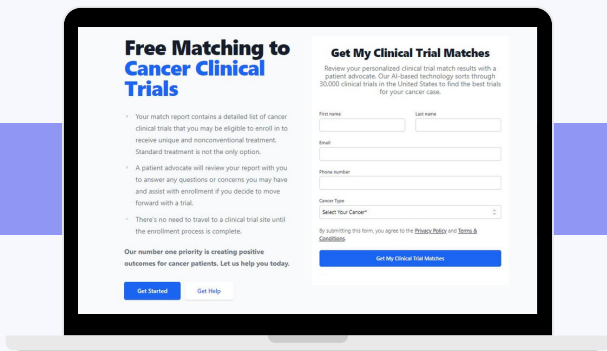 Free Matching to
Cancer Clinical
Trials
Your match report contains a detailed list of cancer
clinical trials that you may be eligible to enroll in to
receive unique and nonconventional treatment.
Standard treatment is not the only option.
A patient advocate will review your report with you
to answer any questions or concerns you may have
and assist with enrollment if you decide to move
forward with a trial.
There's no need to travel to a clinical trial site until
the enrollment process is complete.
Our number one priority is creating positive
outcomes for cancer patients. Let us help you today.
Get Started Get Help
Get My Clinical Trial Matches
Review your personalized clinical trial match results with a
patient advocate. Our AI-based technology sorts through
30,000 clinical trials in the United States to find the best trials
for your cancer case.
First name Last name
Email
Phone number
Cancer Type
Select Your Cancer*
By submitting this form, you agree to the Privacy Policy and Terms &
Conditions.
Get My Clinical Trial Matches